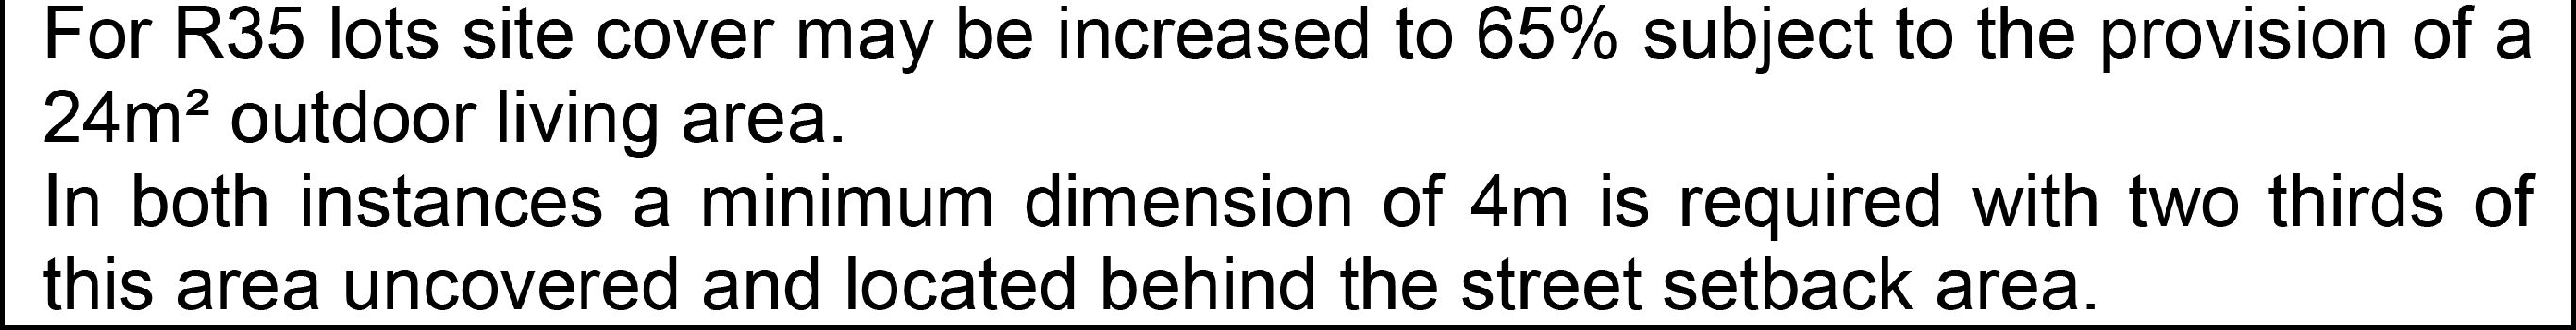 For R35 lots site cover may be increased to 65% subject to the provision of a
24m² outdoor living area.
In both instances a minimum dimension of 4m is required with two thirds of
this area uncovered and located behind the street setback area.